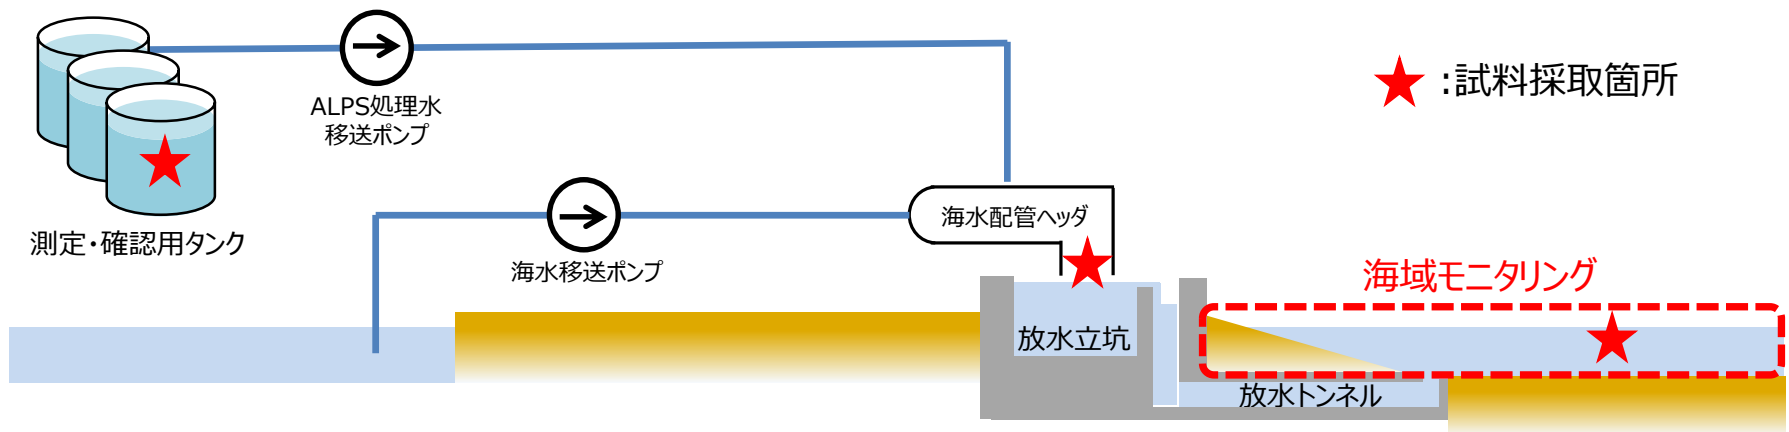 ALPS処理水
移送ポンプ
:試料採取箇所
測定・確認用タンク
海水配管ヘッダ
海水移送ポンプ
海域モニタリング
放水立坑
放水トンネル